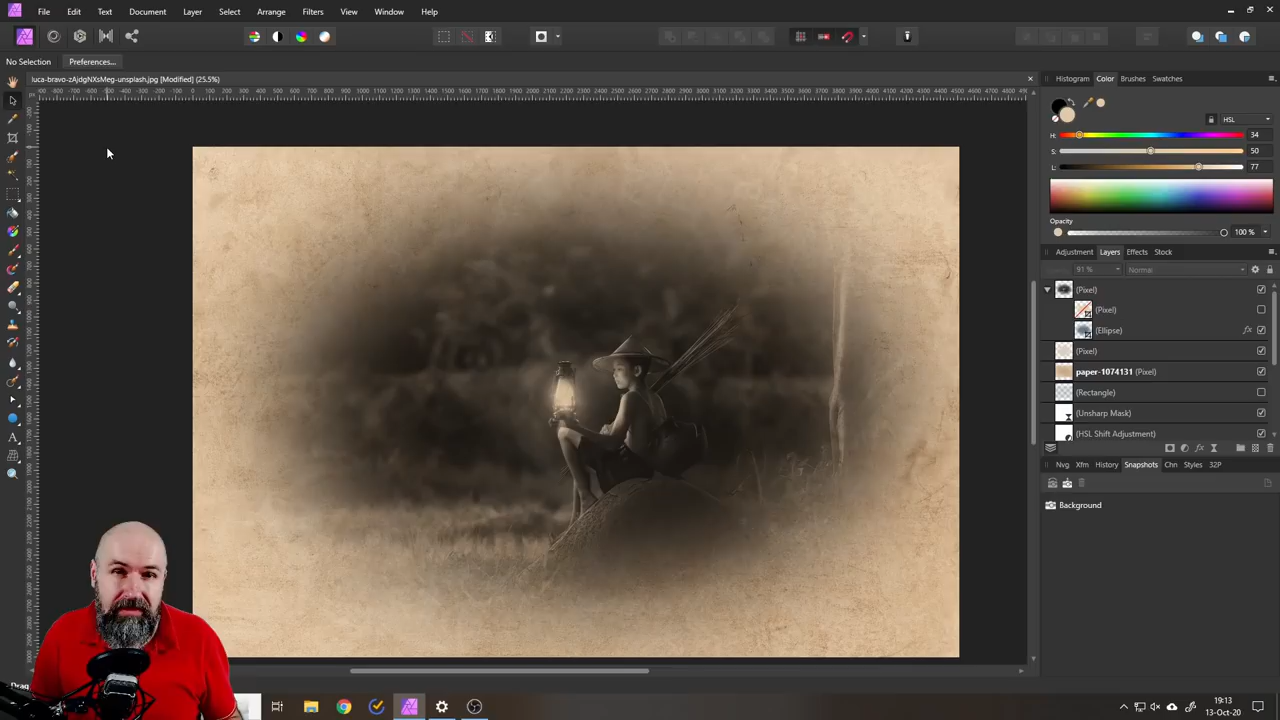 File Edit Text Document Layer Select Arrange Filters View Window Help
No Selection Preferences...
luca-bravo-zAjdgNXsMeg-unsplash.jpg [Modified] (25.5%)
Histogram Color Brushes Swatches
HSL
H: 34
S: 50
L: 77
Opacity
100 %
Adjustment Layers Effects Stock
91 % Normal
(Pixel)
(Pixel)
(Ellipse) fx
(Pixel)
paper-1074131 (Pixel)
(Rectangle)
(Unsharp Mask)
(HSL Shift Adjustment)
Nvg Xfm History Snapshots Chn Styles 32P
Background
Drag
19:13
13-Oct-20